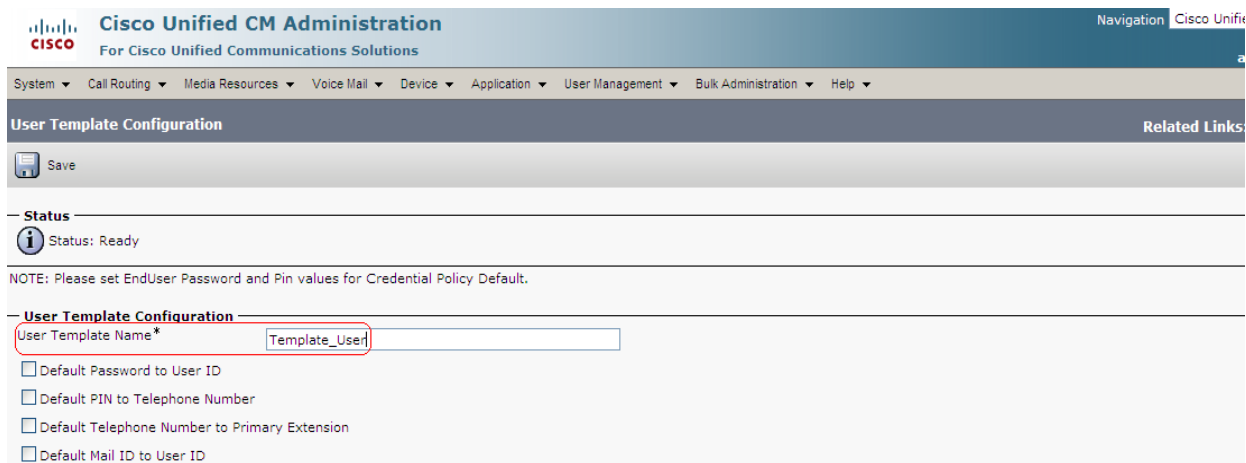 Cisco Unified CM Administration
Navigation Cisco Unifie
CISCO
For Cisco Unified Communications Solutions
a
System Call Routing Media Resources Voice Mail Device Application User Management Bulk Administration Help
User Template Configuration
Related Links:
Save
Status
i Status: Ready
NOTE: Please set EndUser Password and Pin values for Credential Policy Default.
User Template Configuration
User Template Name* Template_User
Default Password to User ID
Default PIN to Telephone Number
Default Telephone Number to Primary Extension
Default Mail ID to User ID